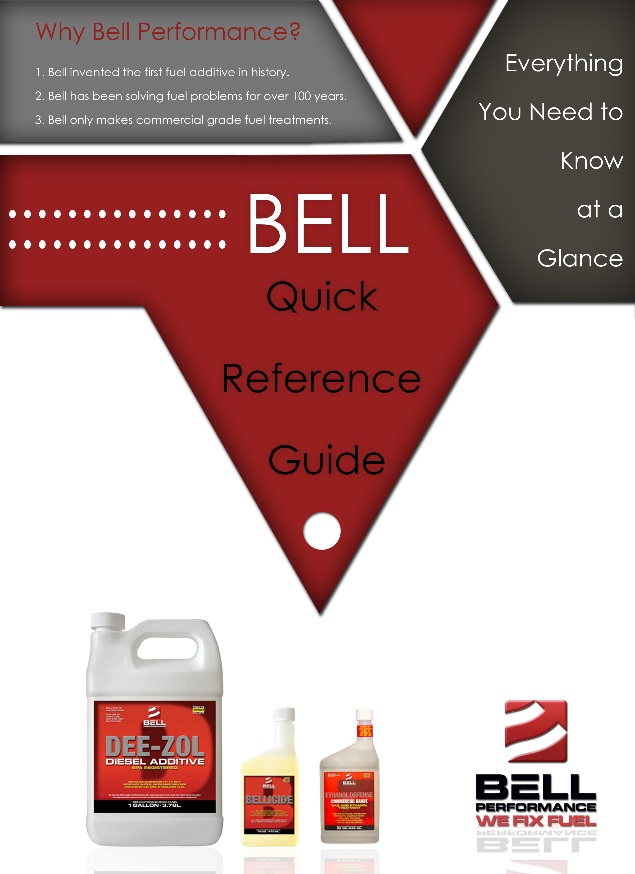 Why Bell Performance?
1. Bell invented the first fuel additive in history.
2. Bell has been solving fuel problems for over 100 years.
3. Bell only makes commercial grade fuel treatments.
Everything
You Need to
Know
at a
Glance
BELL
Quick
Reference
Guide
BELL
DEE-ZOL
DIESEL ADDITIVE
EPA REGISTERED
1 GALLON - 3.78L
BELL
BELLICIDE
BELL
ETHANOL DEFENSE
COMMERCIAL GRADE
BELL
PERFORMANCE
WE FIX FUEL